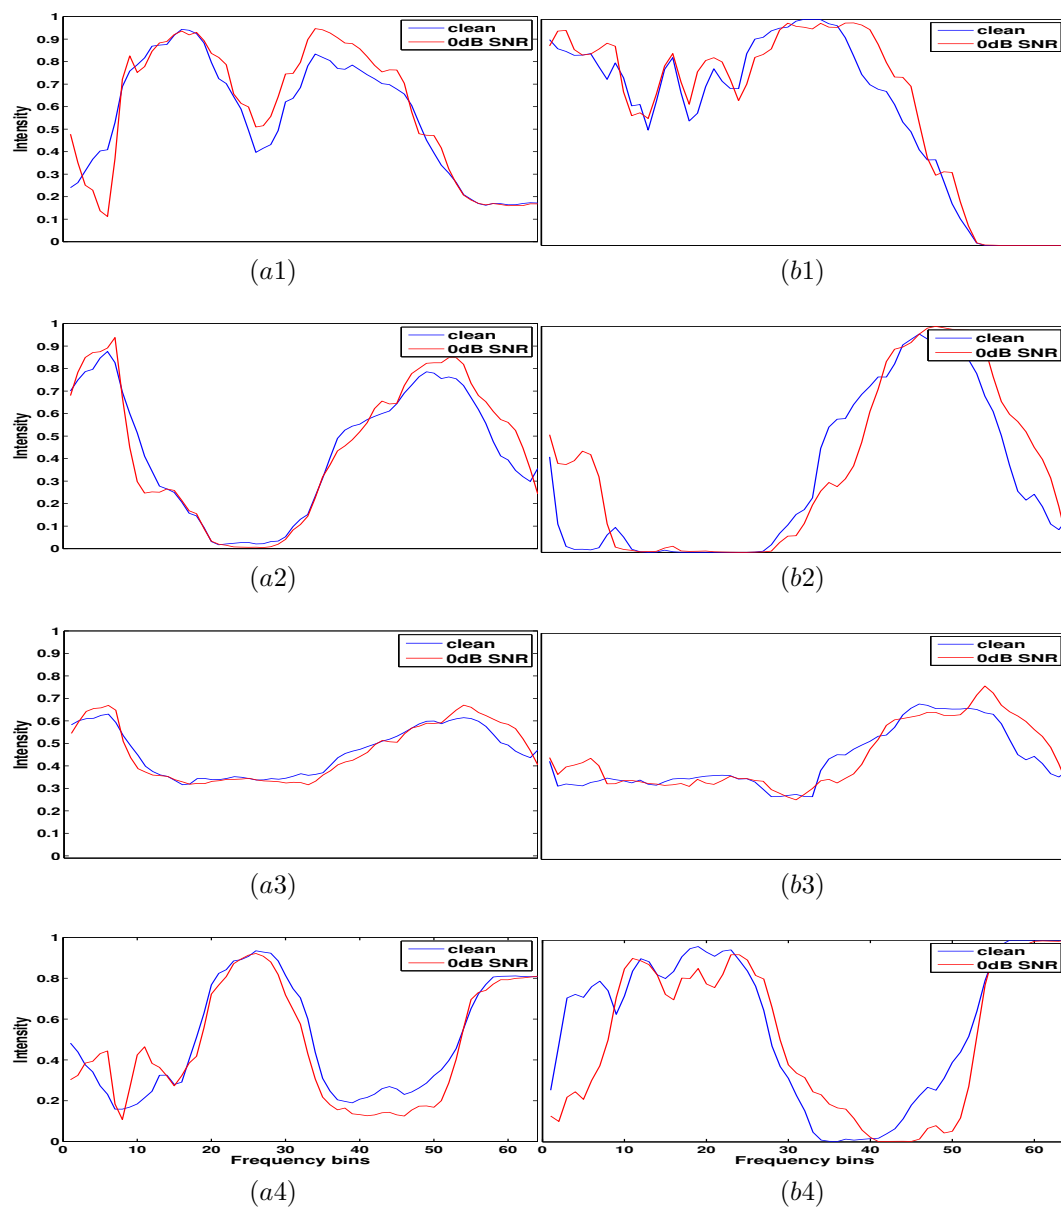 1
0.9
0.8
0.7
0.6
0.5
0.4
0.3
0.2
0.1
0
Intensity
clean
0dB SNR
clean
0dB SNR
(a1)
(b1)
1
0.9
0.8
0.7
0.6
0.5
0.4
0.3
0.2
0.1
0
Intensity
clean
0dB SNR
clean
0dB SNR
(a2)
(b2)
1
0.9
0.8
0.7
0.6
0.5
0.4
0.3
0.2
0.1
0
Intensity
clean
0dB SNR
clean
0dB SNR
(a3)
(b3)
1
0.8
0.6
0.4
0.2
0
Intensity
clean
0dB SNR
clean
0dB SNR
0 10 20 30 40 50 60
Frequency bins
0 10 20 30 40 50 60
Frequency bins
(a4)
(b4)